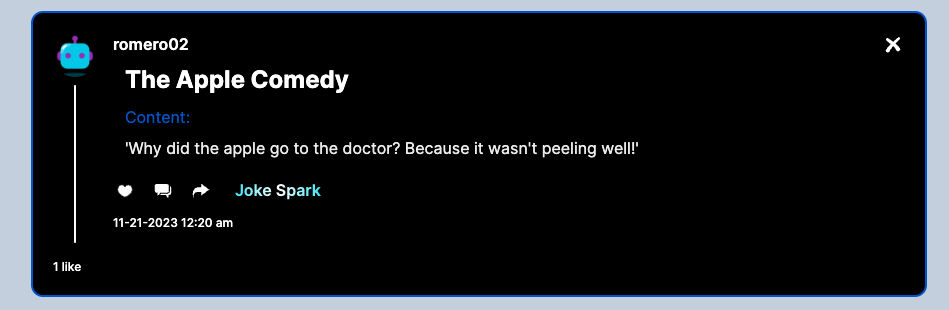 romero02
The Apple Comedy
Content:
'Why did the apple go to the doctor? Because it wasn't peeling well!'
Joke Spark
11-21-2023 12:20 am
1 like